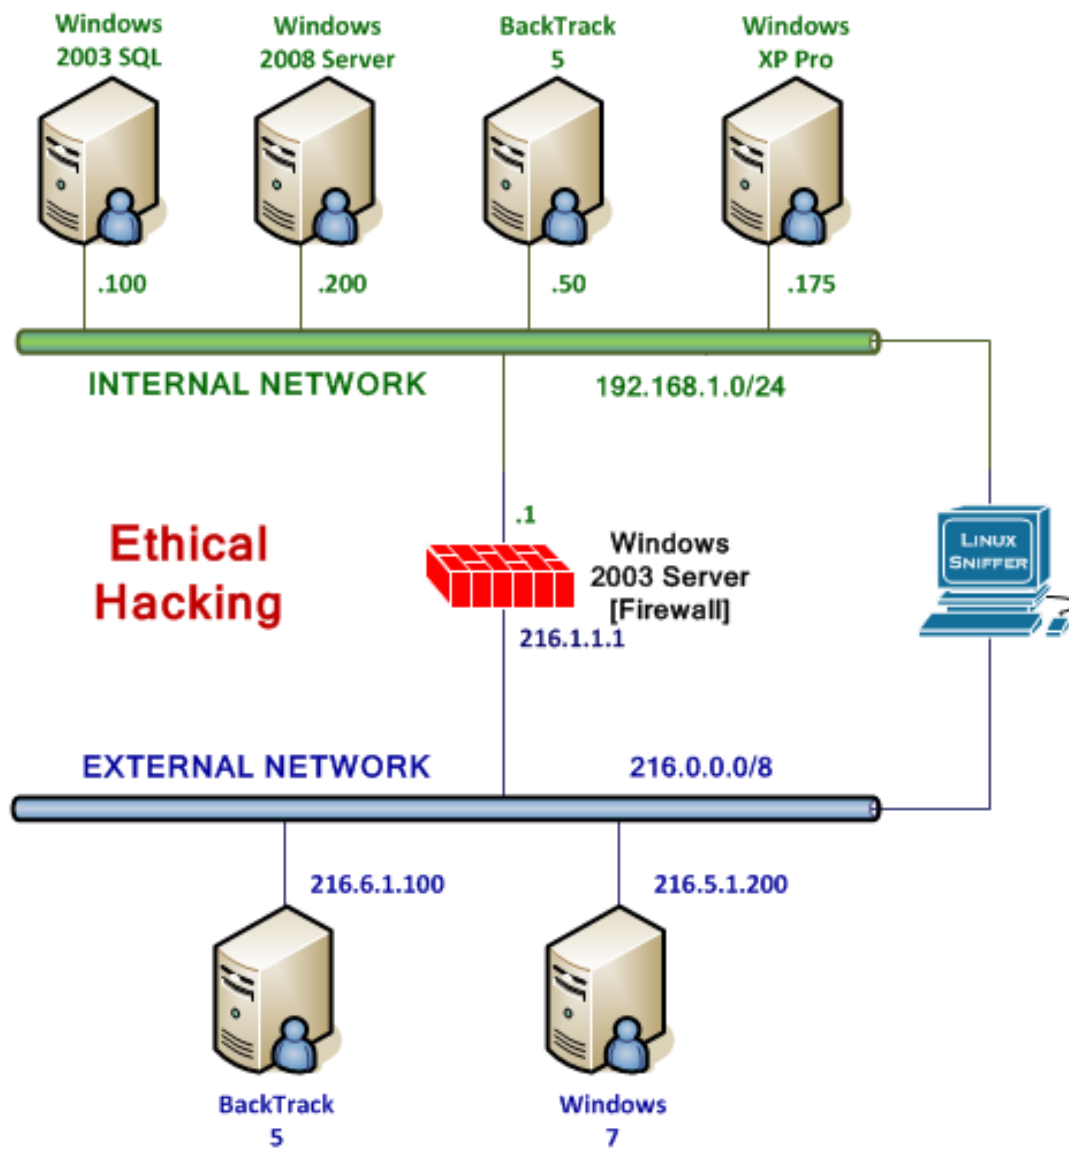 Windows
2003 SQL
Windows
2008 Server
BackTrack
5
Windows
XP Pro
.100
.200
.50
.175
INTERNAL NETWORK
192.168.1.0/24
Ethical
Hacking
.1
Windows
2003 Server
[Firewall]
216.1.1.1
LINUX
SNIFFER
EXTERNAL NETWORK
216.0.0.0/8
216.6.1.100
216.5.1.200
BackTrack
5
Windows
7